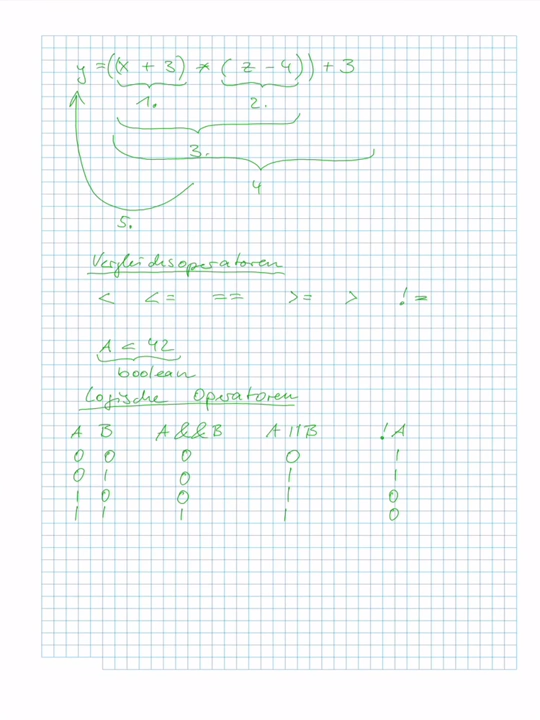 y = ((x + 3) * (z - 4)) + 3
1. 2.
3.
4
5.
Vergleichsoperatoren
< <= == >= > !=
A < 42
boolean
Logische Operatoren
A B A && B A || B !A
0 0 0 0 1
0 1 0 1 1
1 0 0 1 0
1 1 1 1 0